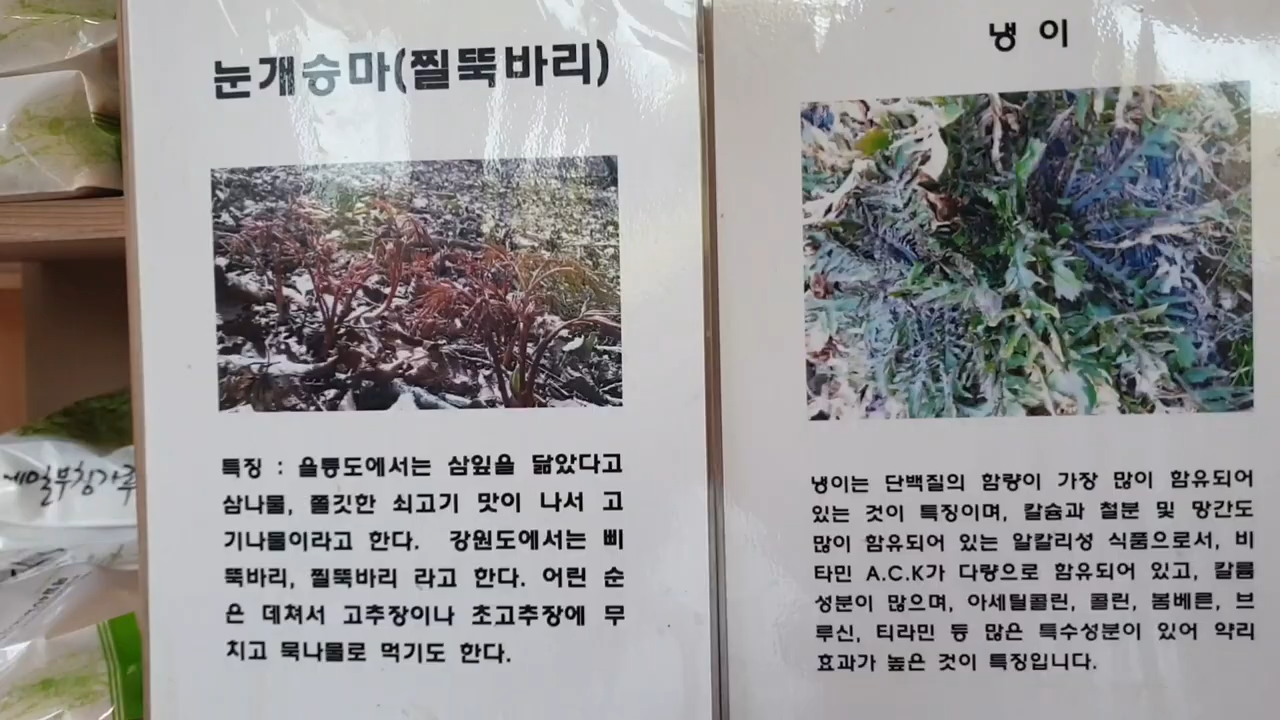 눈개승마(찔뚝바리)
특징 : 울릉도에서는 삼잎을 닮았다고
삼나물, 쫄깃한 쇠고기 맛이 나서 고
기나물이라고 한다. 강원도에서는 삐
뚝바리, 찔뚝바리 라고 한다. 어린 순
은 데쳐서 고추장이나 초고추장에 무
치고 묵나물로 먹기도 한다.
냉이
냉이는 단백질의 함량이 가장 많이 함유되어
있는 것이 특징이며, 칼슘과 철분 및 망간도
많이 함유되어 있는 알칼리성 식품으로서, 비
타민 A.C.K가 다량으로 함유되어 있고, 칼륨
성분이 많으며, 아세틸콜린, 콜린, 봄베른, 브
루신, 티라민 등 많은 특수성분이 있어 약리
효과가 높은 것이 특징입니다.